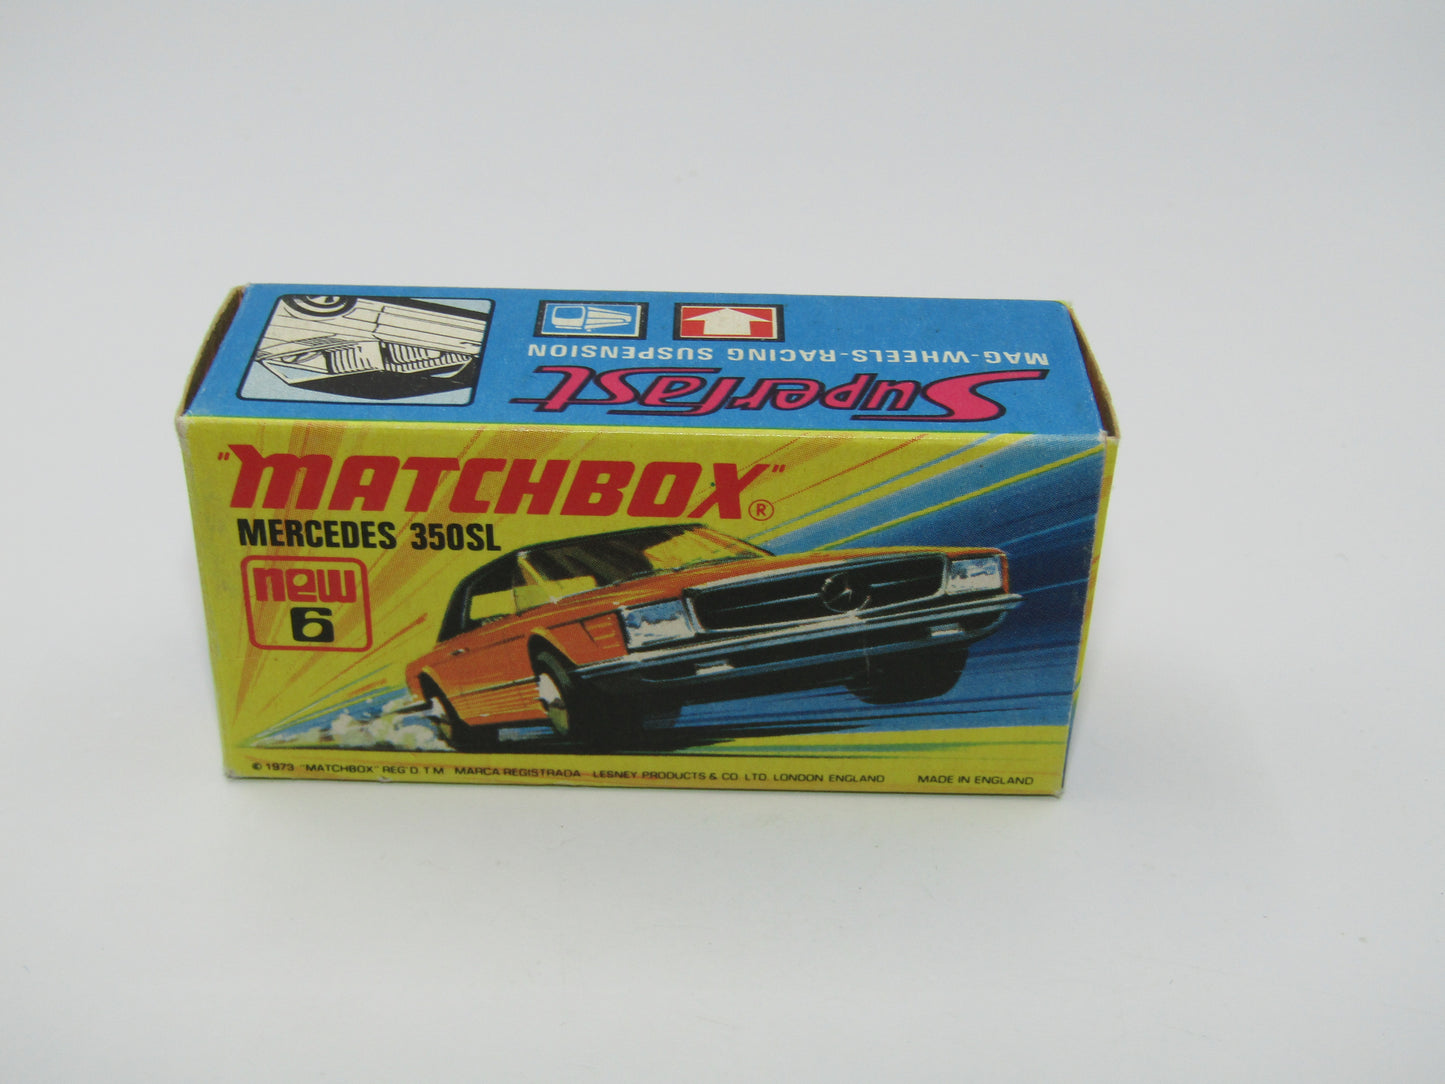 MAG-WHEELS-RACING SUSPENSION
Superfast
"MATCHBOX"®
MERCEDES 350SL
new
6
© 1973 "MATCHBOX" REG'D. T M MARCA REGISTRADA LESNEY PRODUCTS & CO. LTD. LONDON ENGLAND MADE IN ENGLAND